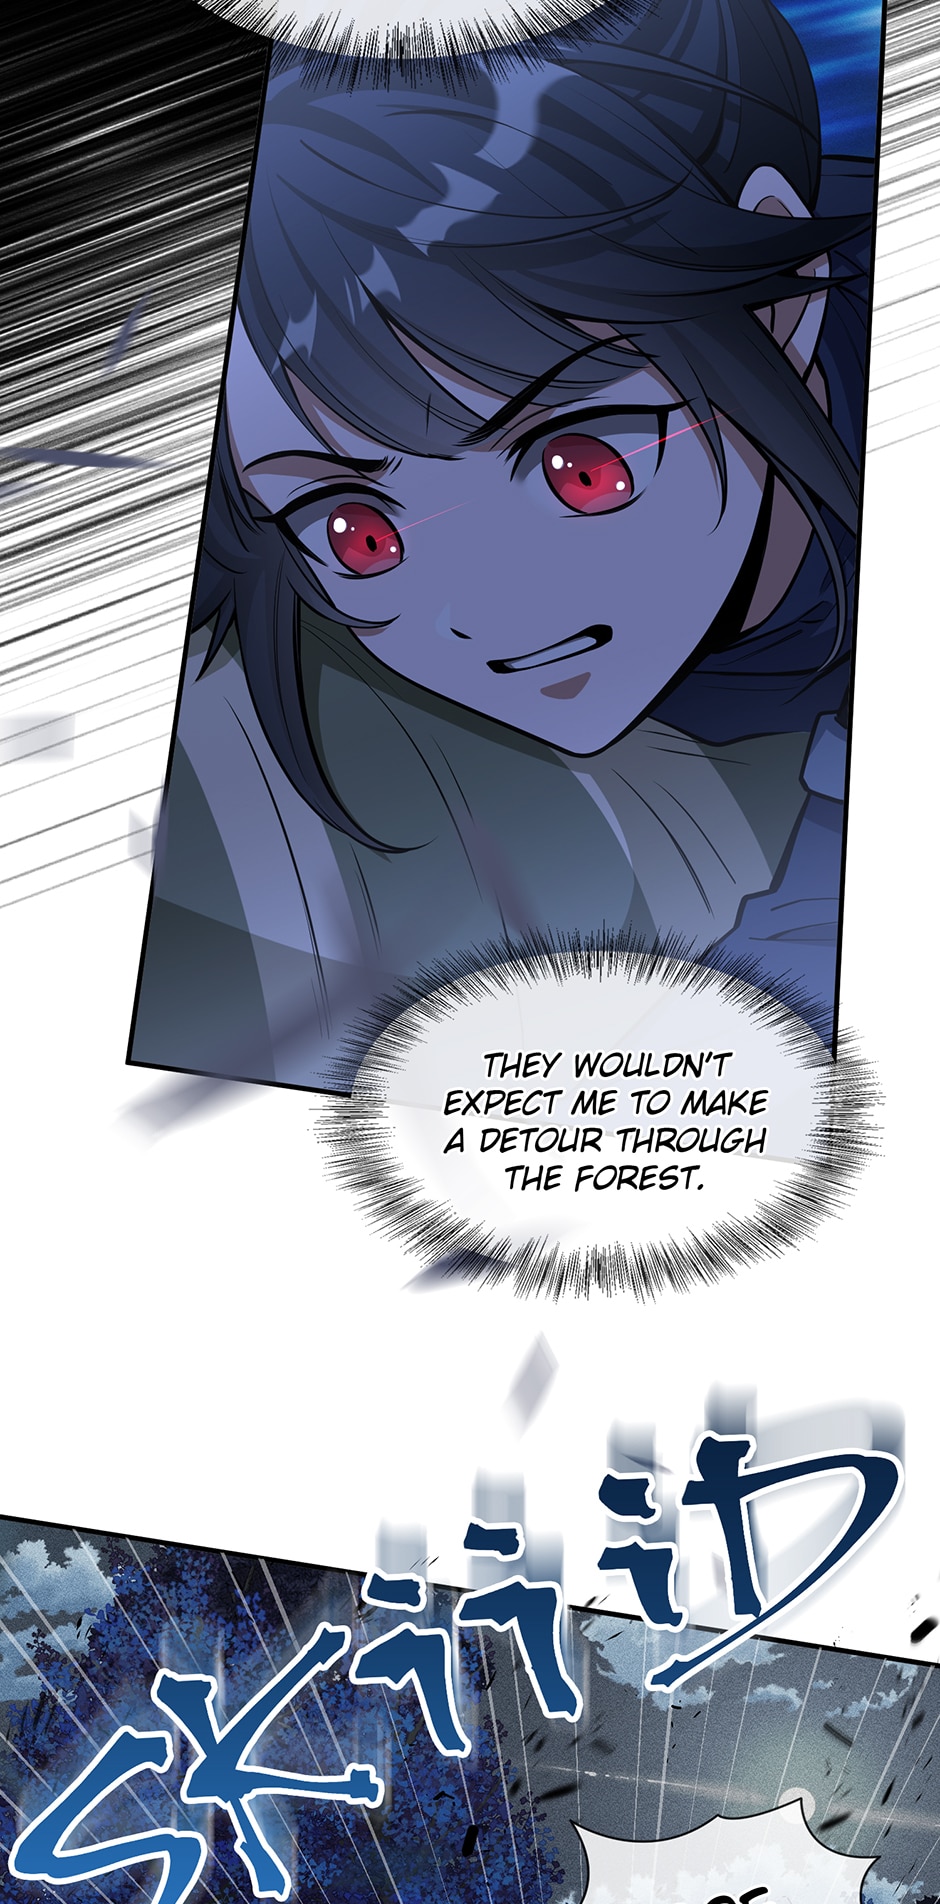 THEY WOULDN'T
EXPECT ME TO MAKE
A DETOUR THROUGH
THE FOREST.
SKIIID